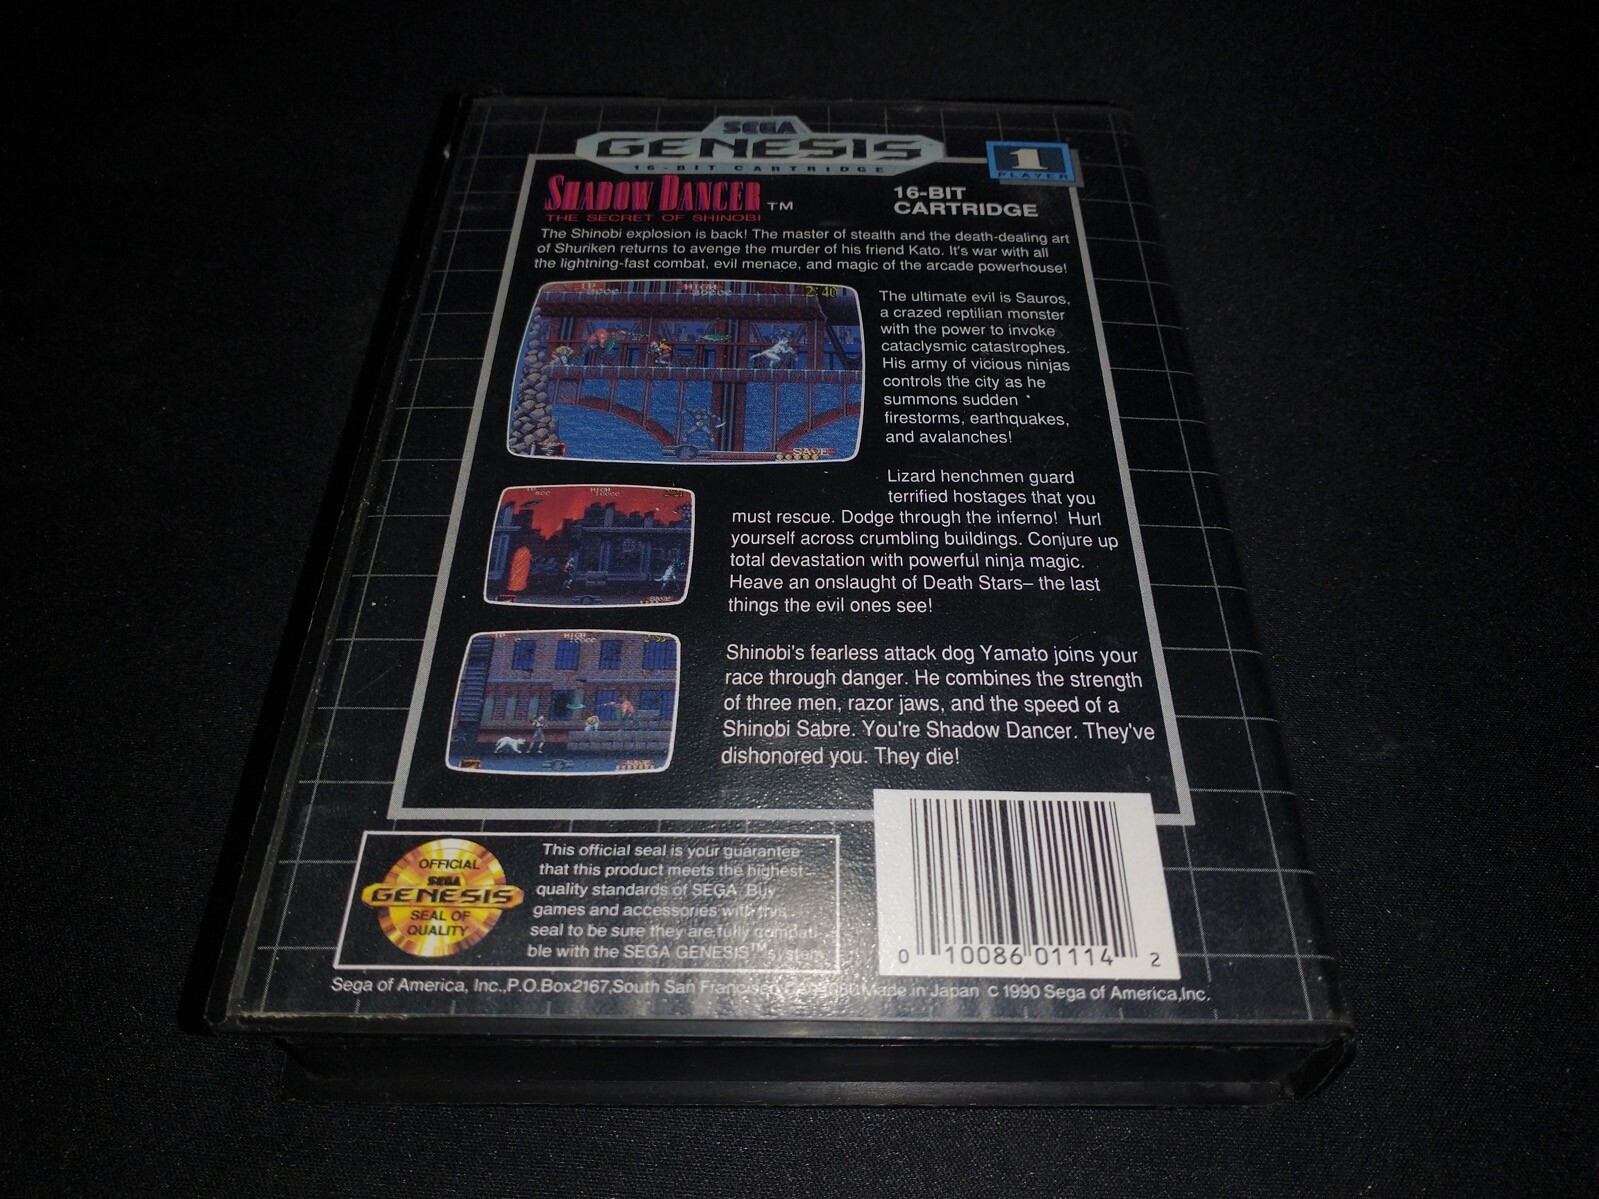 SEGA
GENESIS
16-BIT CARTRIDGE
1
PLAYER
SHADOW DANCER TM
THE SECRET OF SHINOBI
16-BIT
CARTRIDGE
The Shinobi explosion is back! The master of stealth and the death-dealing art
of Shuriken returns to avenge the murder of his friend Kato. It's war with all
the lightning-fast combat, evil menace, and magic of the arcade powerhouse!
HIGH
2:40
SAVE
The ultimate evil is Sauros,
a crazed reptilian monster
with the power to invoke
cataclysmic catastrophes.
His army of vicious ninjas
controls the city as he
summons sudden
firestorms, earthquakes,
and avalanches!
Lizard henchmen guard
terrified hostages that you
must rescue. Dodge through the inferno! Hurl
yourself across crumbling buildings. Conjure up
total devastation with powerful ninja magic.
Heave an onslaught of Death Stars– the last
things the evil ones see!
HIGH
SAVE
HIGH
Shinobi's fearless attack dog Yamato joins your
race through danger. He combines the strength
of three men, razor jaws, and the speed of a
Shinobi Sabre. You're Shadow Dancer. They've
dishonored you. They die!
OFFICIAL
SEGA
GENESIS
SEAL OF
QUALITY
This official seal is your guarantee
that this product meets the highest
quality standards of SEGA. Buy
games and accessories with this
seal to be sure they are fully compati-
ble with the SEGA GENESIS™ system.
0 10086 01114 2
Sega of America, Inc.,P.O.Box2167,South San Francisco Made in Japan © 1990 Sega of America,Inc.